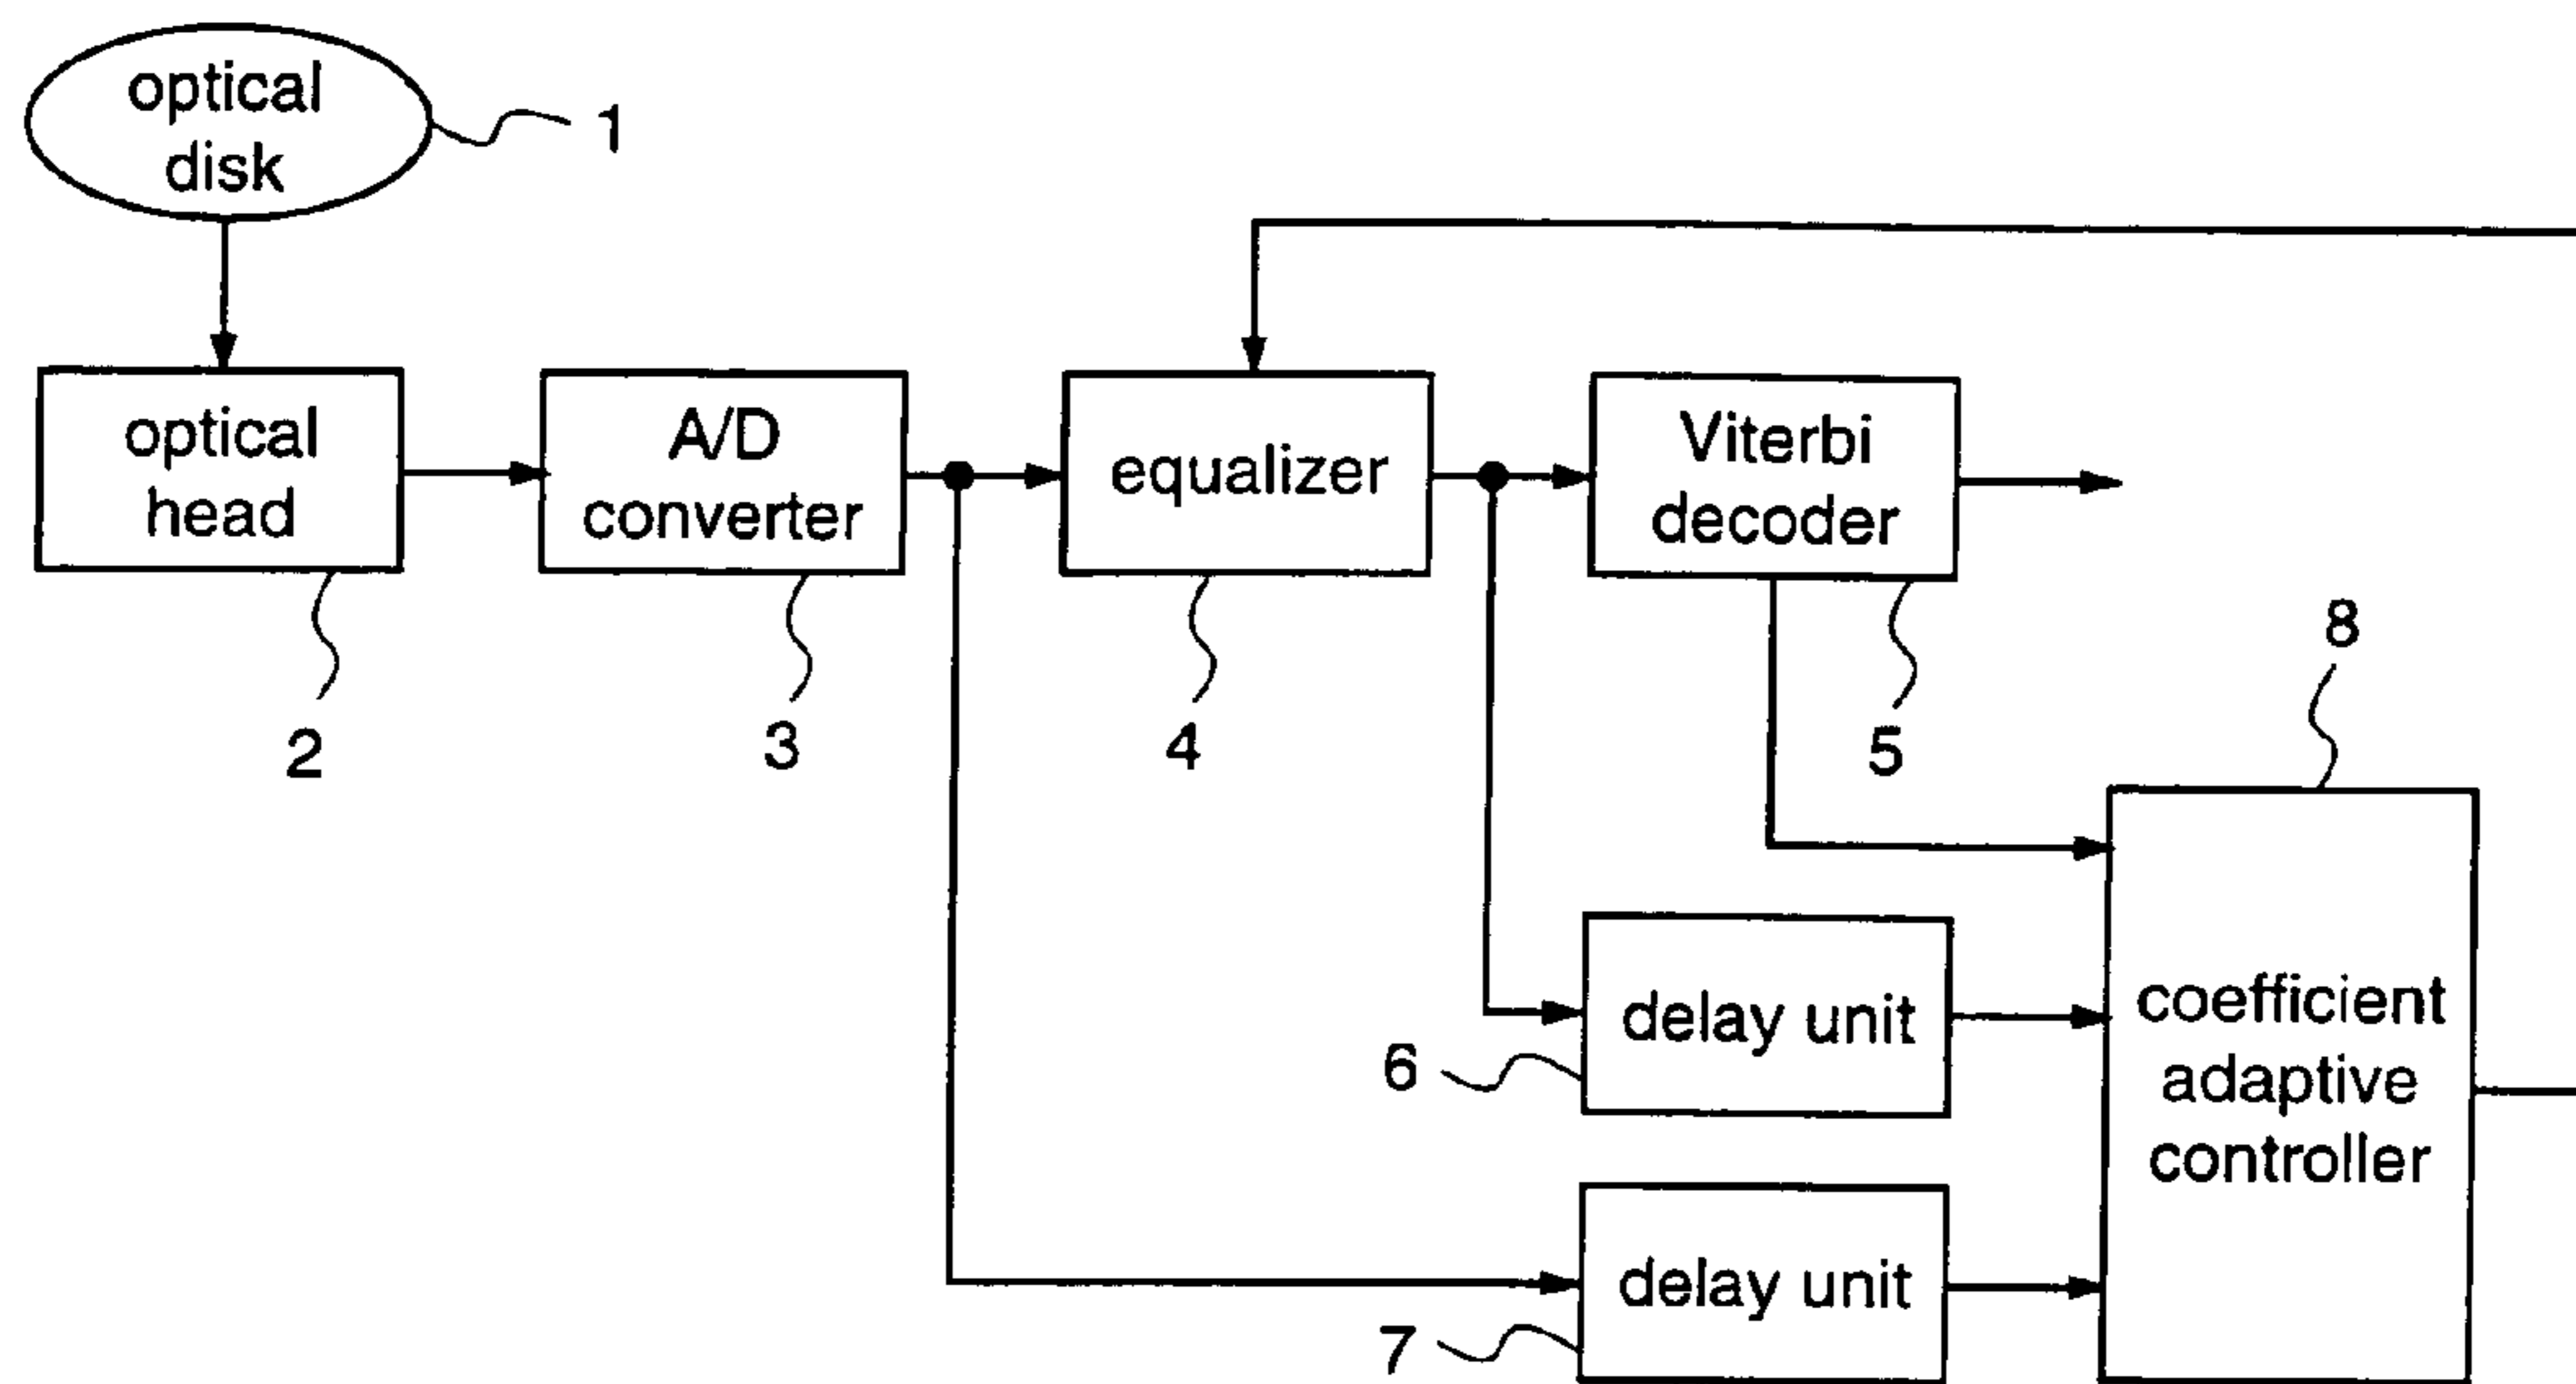 optical
disk
1
optical
head
A/D
converter
equalizer
Viterbi
decoder
2
3
4
5
8
delay unit
6
coefficient
adaptive
controller
delay unit
7